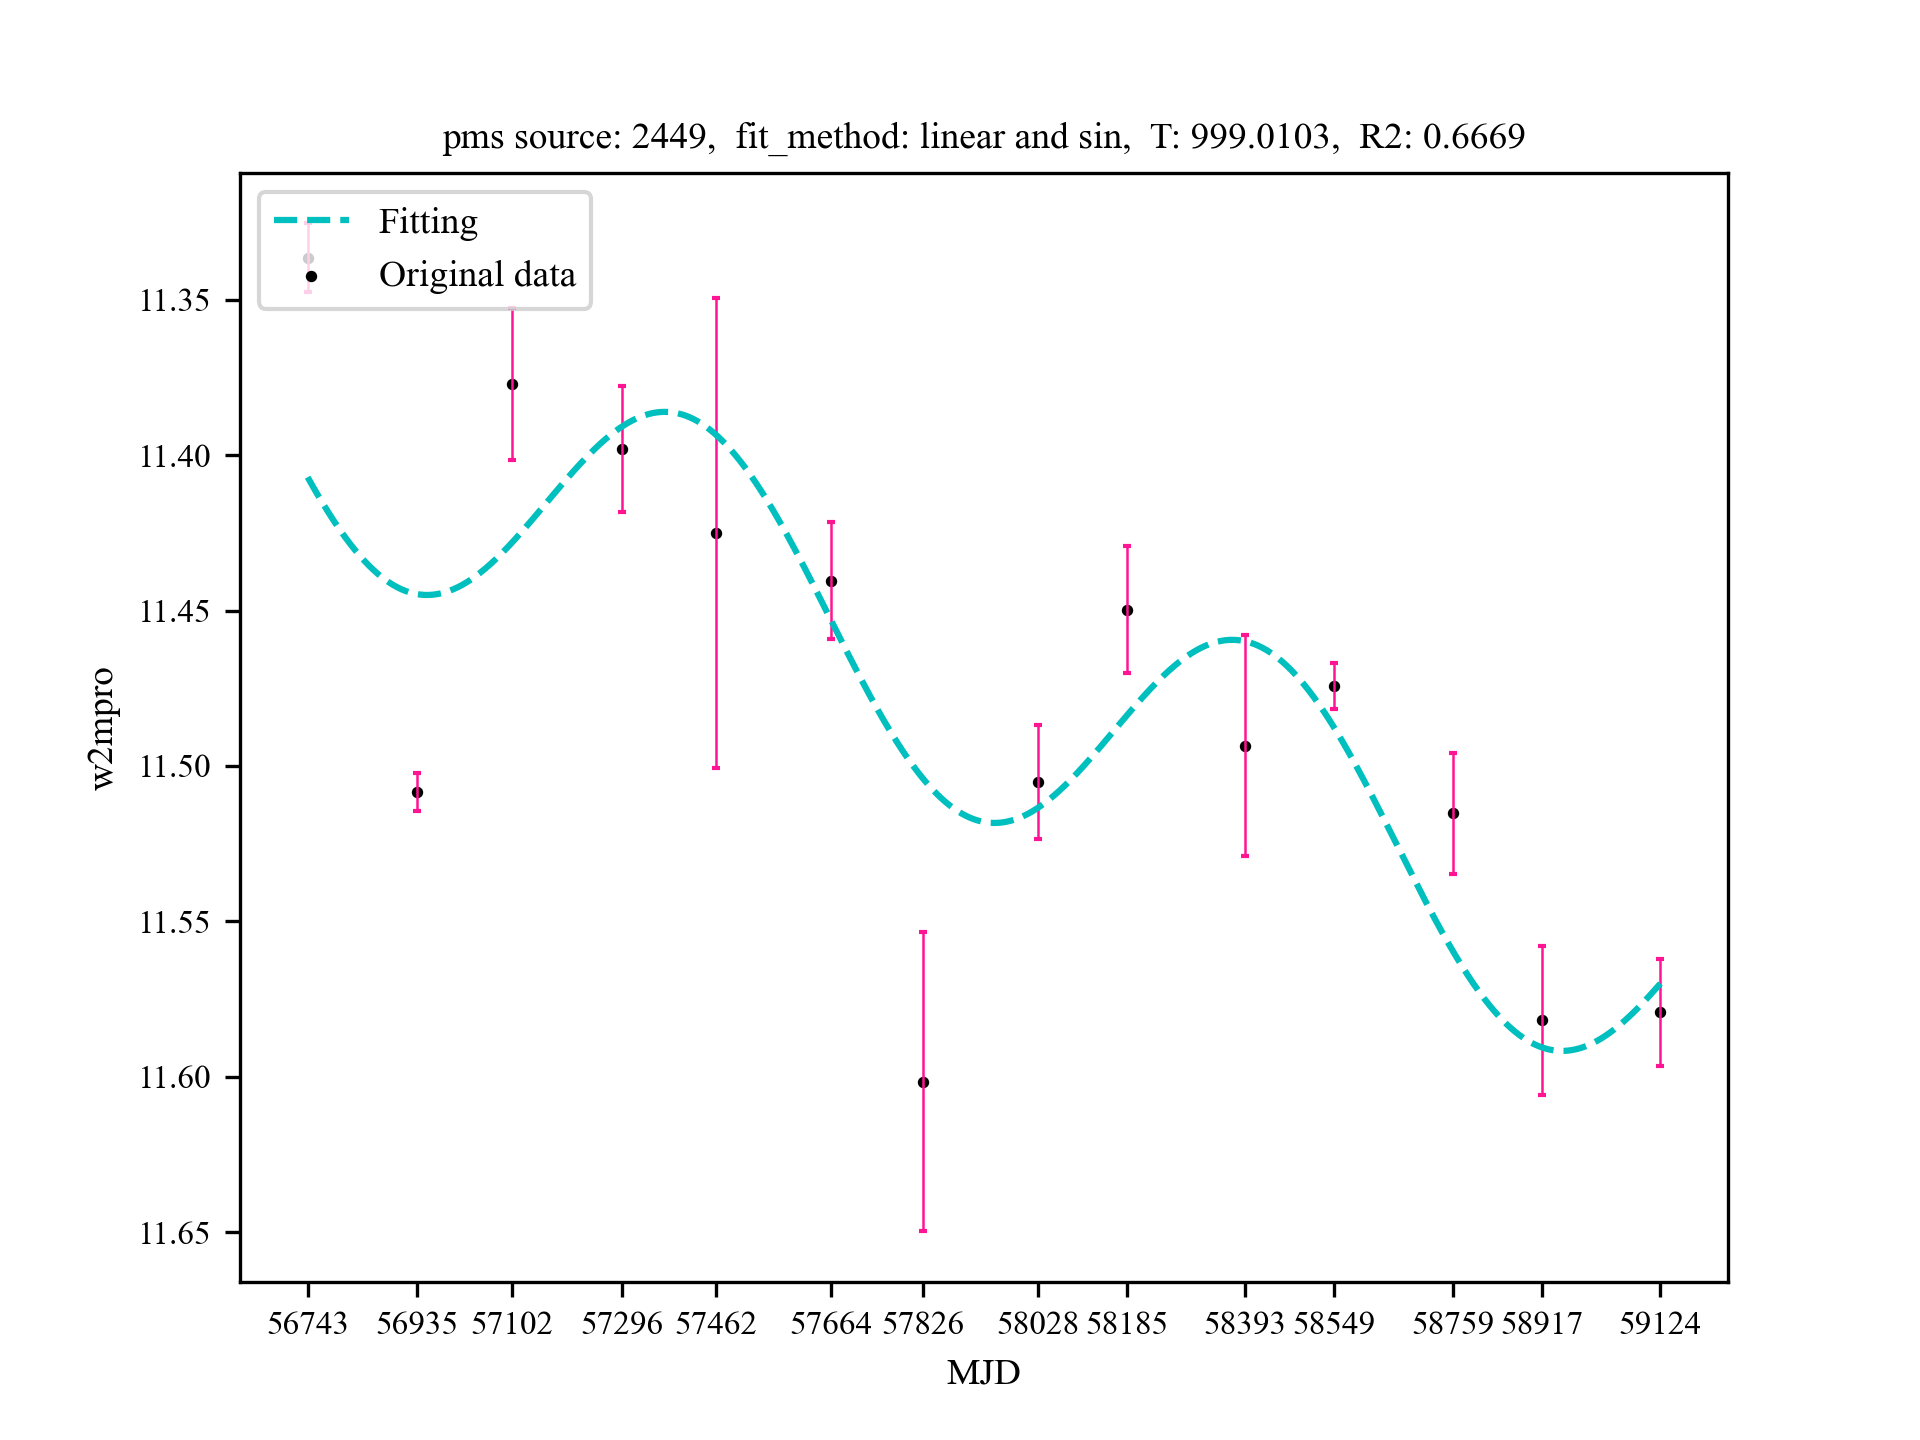 pms source: 2449, fit_method: linear and sin, T: 999.0103, R2: 0.6669
Fitting
Original data
11.35
11.40
11.45
11.50
11.55
11.60
11.65
w2mpro
56743 56935 57102 57296 57462 57664 57826 58028 58185 58393 58549 58759 58917 59124
MJD